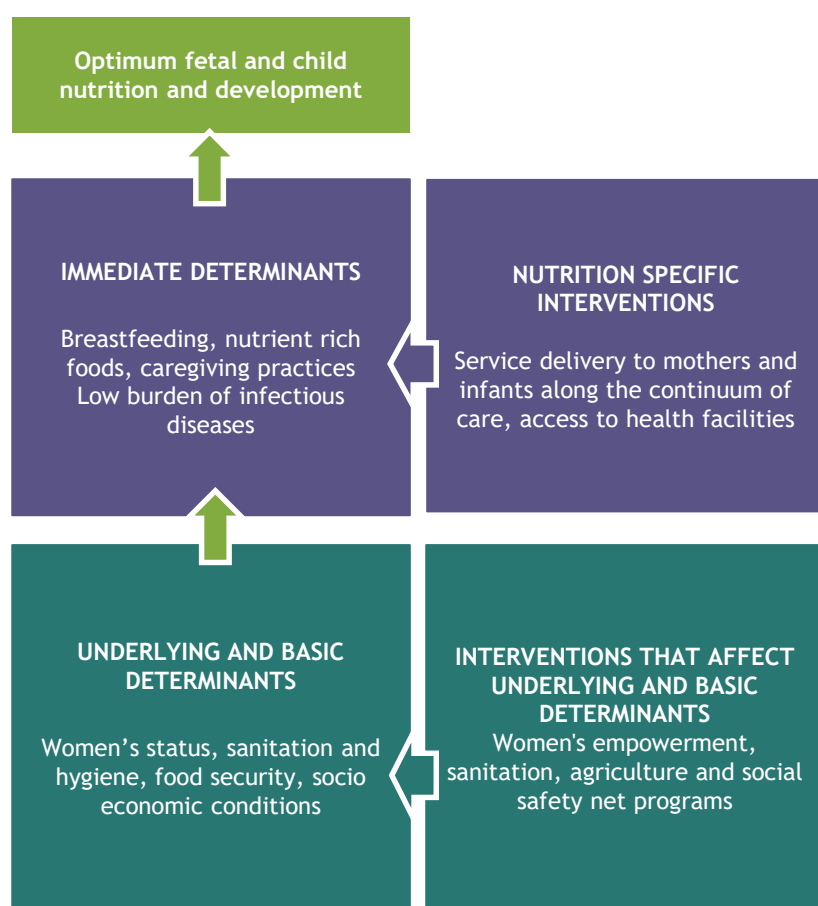 Optimum fetal and child
nutrition and development
IMMEDIATE DETERMINANTS
Breastfeeding, nutrient rich
foods, caregiving practices
Low burden of infectious
diseases
NUTRITION SPECIFIC
INTERVENTIONS
Service delivery to mothers and
infants along the continuum of
care, access to health facilities
UNDERLYING AND BASIC
DETERMINANTS
Women’s status, sanitation and
hygiene, food security, socio
economic conditions
INTERVENTIONS THAT AFFECT
UNDERLYING AND BASIC
DETERMINANTS
Women's empowerment,
sanitation, agriculture and social
safety net programs